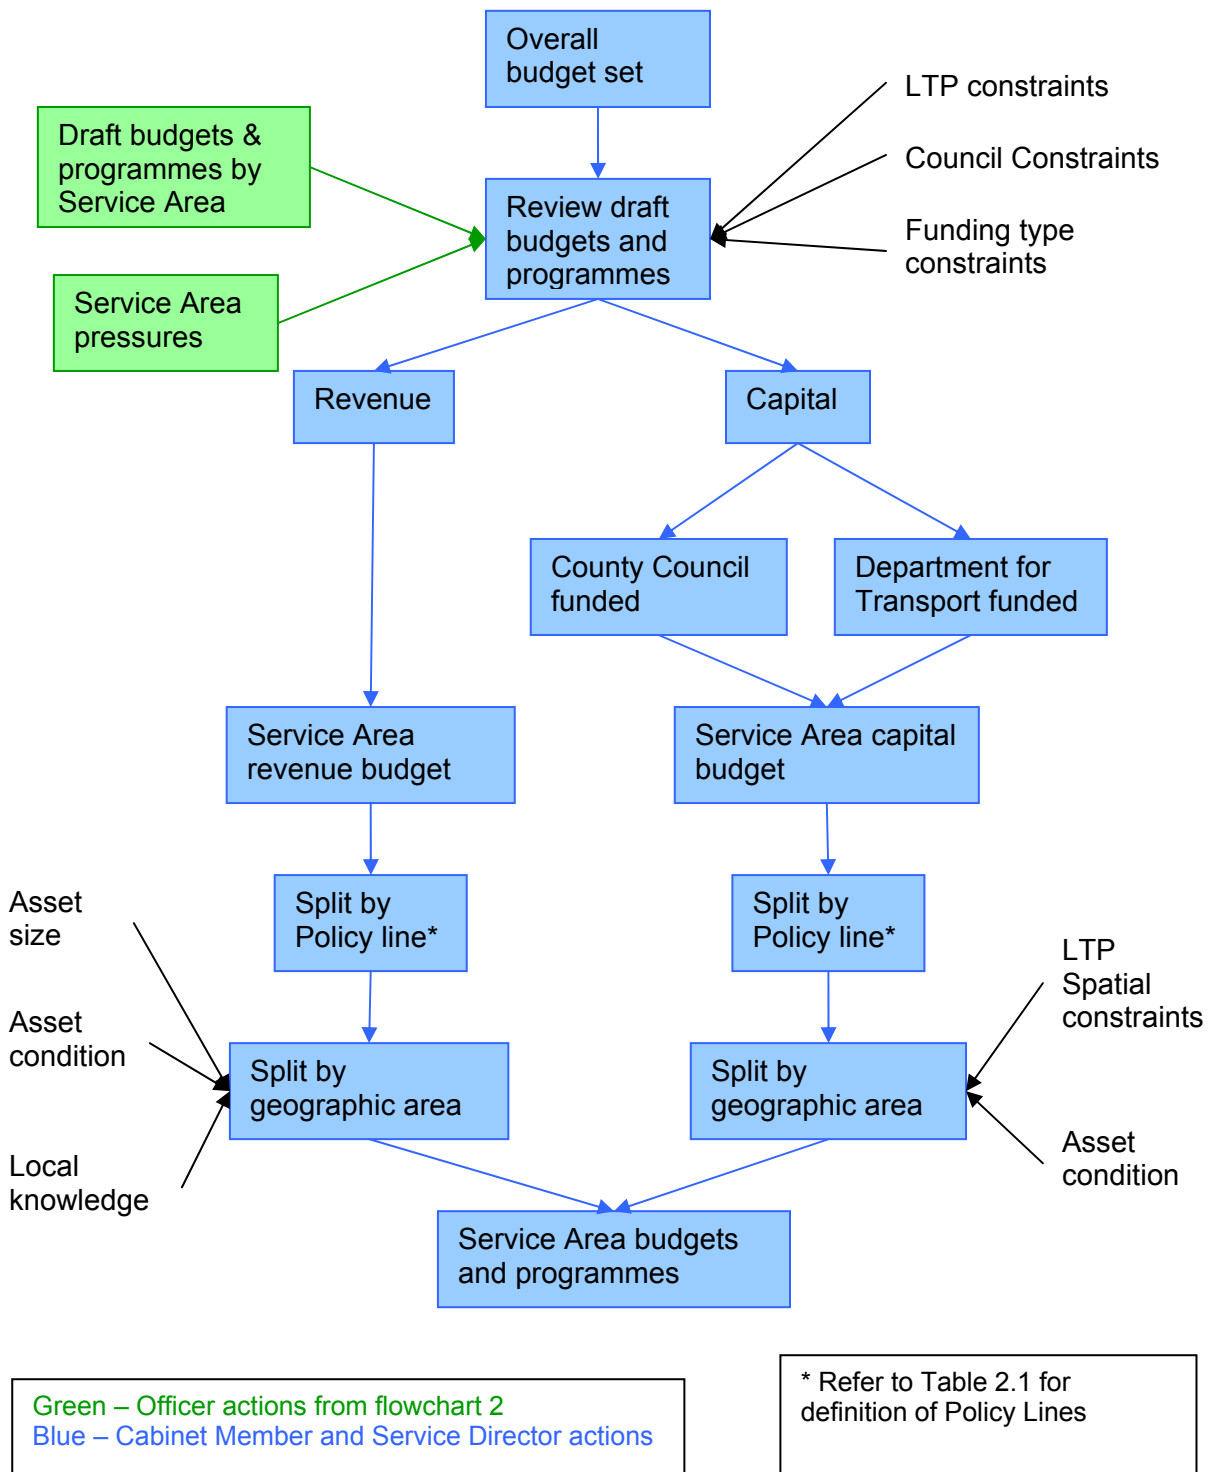 Overall
budget set
LTP constraints
Draft budgets &
programmes by
Service Area
Council Constraints
Review draft
budgets and
programmes
Funding type
constraints
Service Area
pressures
Revenue
Capital
County Council
funded
Department for
Transport funded
Service Area
revenue budget
Service Area capital
budget
Asset
size
Split by
Policy line*
Split by
Policy line*
LTP
Spatial
constraints
Asset
condition
Split by
geographic area
Split by
geographic area
Local
knowledge
Asset
condition
Service Area budgets
and programmes
Green – Officer actions from flowchart 2
Blue – Cabinet Member and Service Director actions
* Refer to Table 2.1 for
definition of Policy Lines